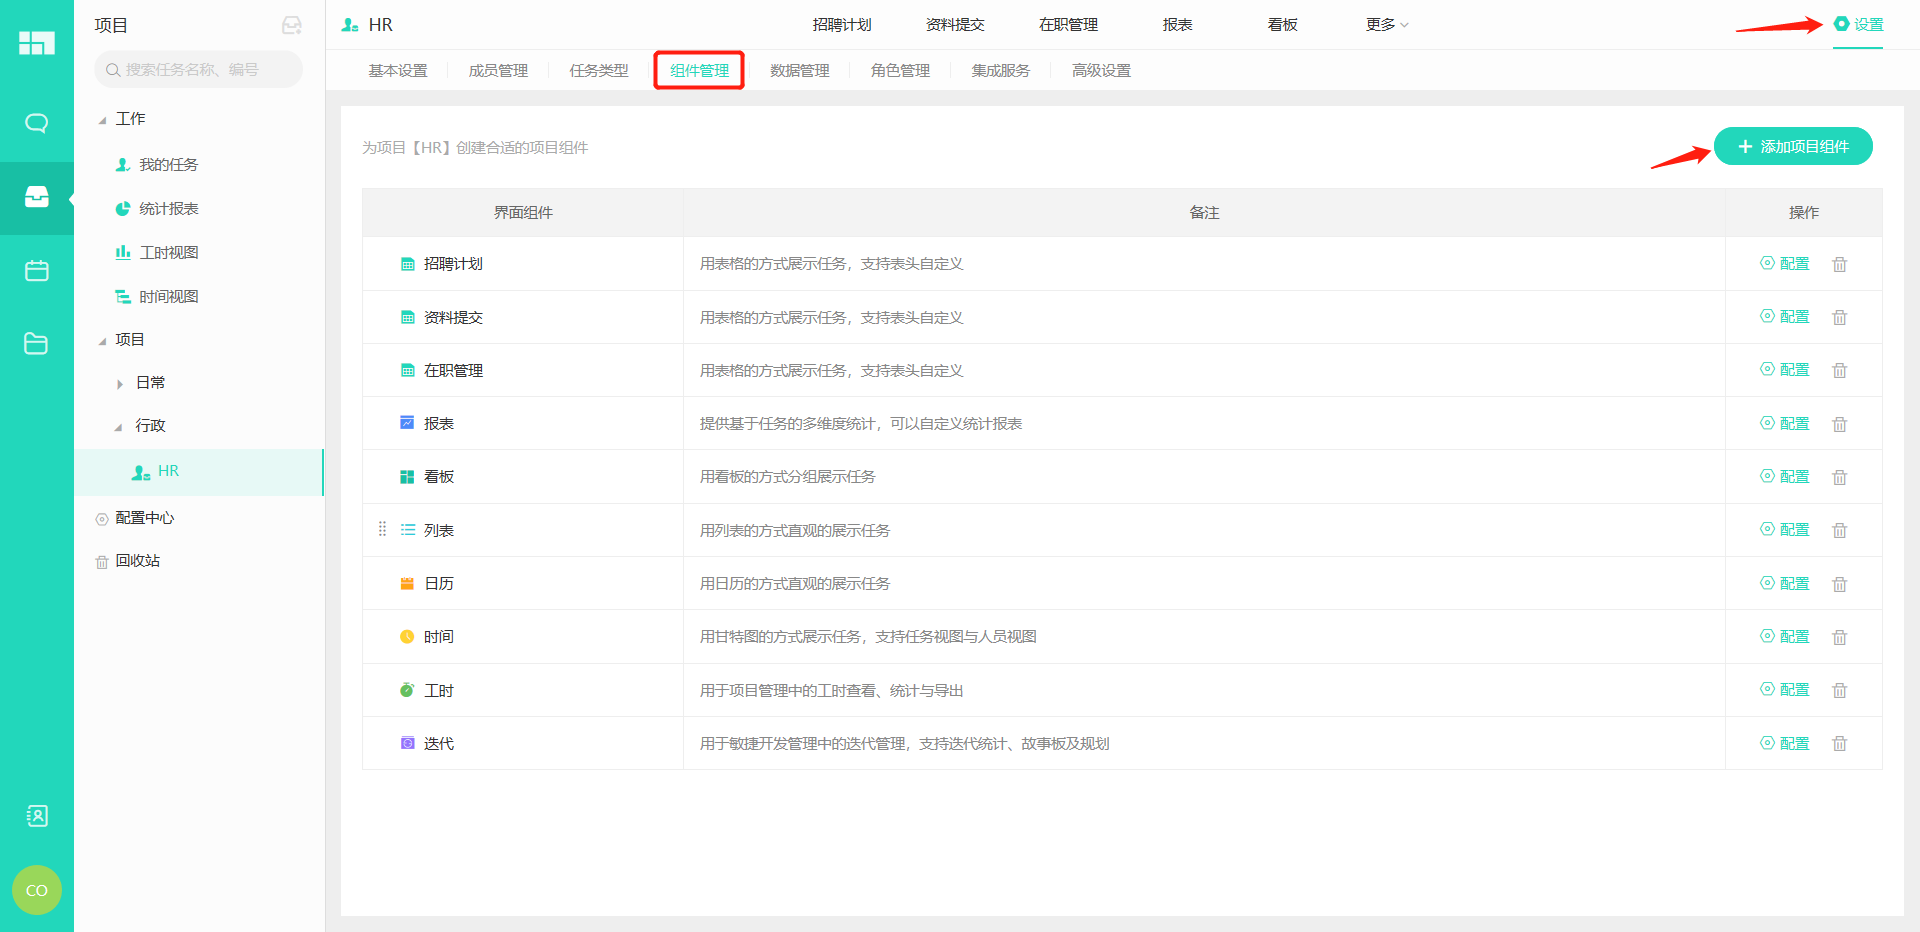 项目
搜索任务名称、编号
工作
我的任务
统计报表
工时视图
时间视图
项目
日常
行政
HR
配置中心
回收站
CO
HR
招聘计划 资料提交 在职管理 报表 看板 更多 设置
基本设置 成员管理 任务类型 组件管理 数据管理 角色管理 集成服务 高级设置
为项目【HR】创建合适的项目组件
添加项目组件
界面组件 备注 操作
招聘计划 用表格的方式展示任务，支持表头自定义 配置
资料提交 用表格的方式展示任务，支持表头自定义 配置
在职管理 用表格的方式展示任务，支持表头自定义 配置
报表 提供基于任务的多维度统计，可以自定义统计报表 配置
看板 用看板的方式分组展示任务 配置
列表 用列表的方式直观的展示任务 配置
日历 用日历的方式直观的展示任务 配置
时间 用甘特图的方式展示任务，支持任务视图与人员视图 配置
工时 用于项目管理中的工时查看、统计与导出 配置
迭代 用于敏捷开发管理中的迭代管理，支持迭代统计、故事板及规划 配置